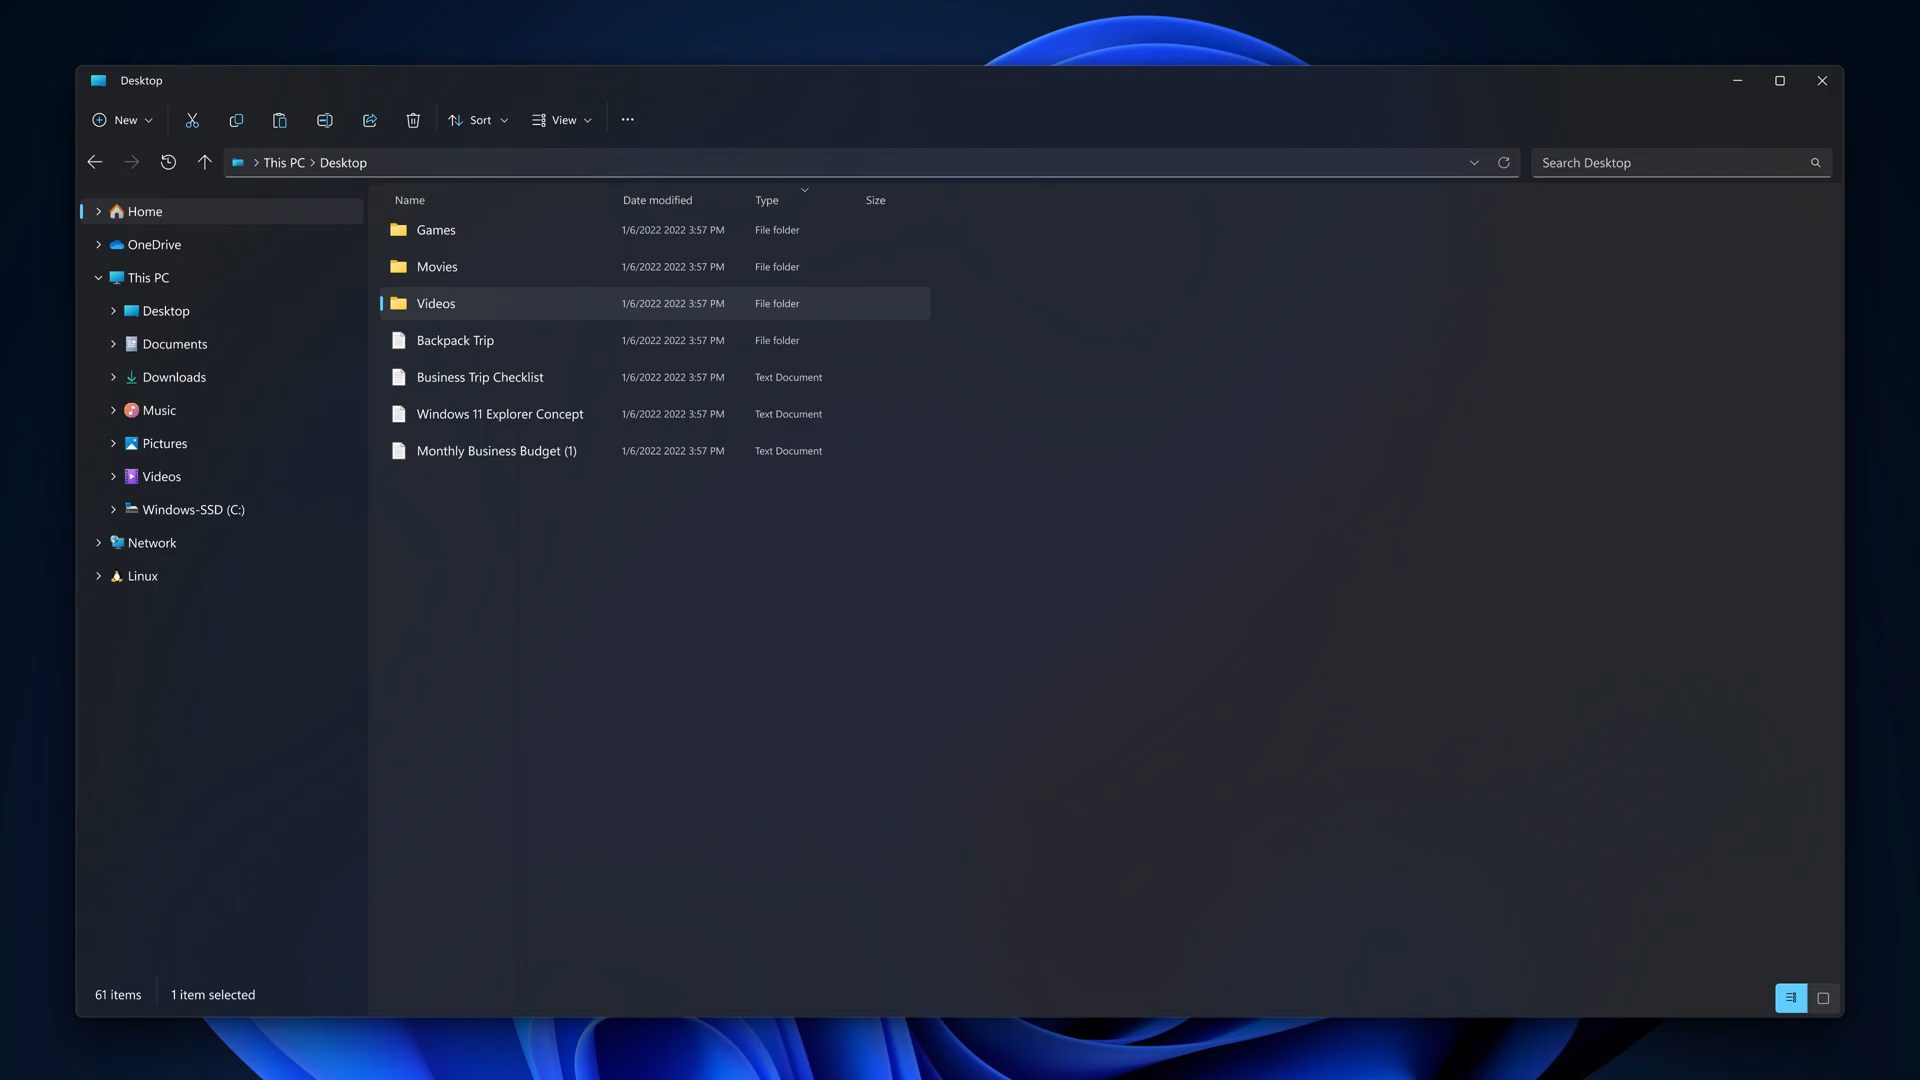 Desktop
New Sort View
This PC Desktop Search Desktop
Name Date modified Type Size
Home
OneDrive
This PC
Desktop
Documents
Downloads
Music
Pictures
Videos
Windows-SSD (C:)
Network
Linux
Games 1/6/2022 2022 3:57 PM File folder
Movies 1/6/2022 2022 3:57 PM File folder
Videos 1/6/2022 2022 3:57 PM File folder
Backpack Trip 1/6/2022 2022 3:57 PM File folder
Business Trip Checklist 1/6/2022 2022 3:57 PM Text Document
Windows 11 Explorer Concept 1/6/2022 2022 3:57 PM Text Document
Monthly Business Budget (1) 1/6/2022 2022 3:57 PM Text Document
61 items 1 item selected